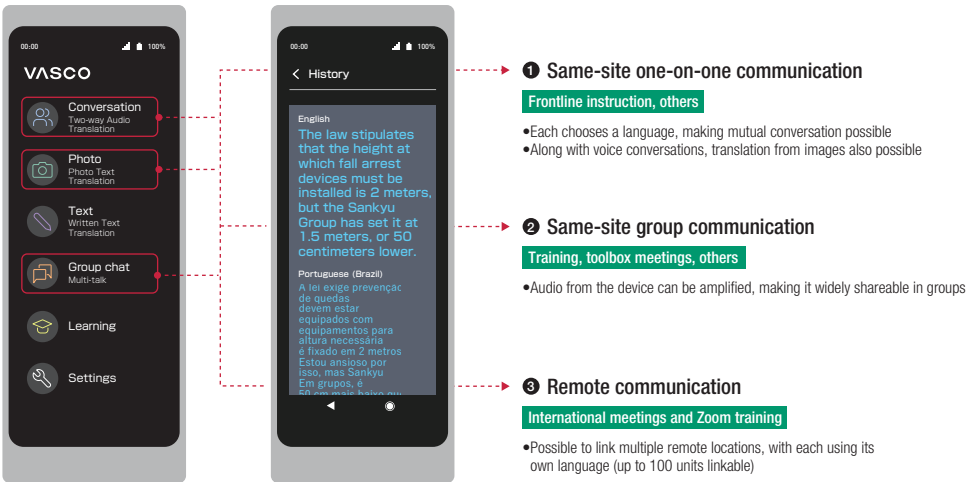 00:00 100%
VASCO
Conversation
Two-way Audio
Translation
Photo
Photo Text
Translation
Text
Written Text
Translation
Group chat
Multi-talk
Learning
Settings
00:00 100%
History
English
The law stipulates
that the height at
which fall arrest
devices must be
installed is 2 meters,
but the Sankyu
Group has set it at
1.5 meters, or 50
centimeters lower.
Portuguese (Brazil)
A lei exige prevençac
de quedas
devem estar
equipados com
equipamentos para
altura necessária
é fixado em 2 metros
Estou ansioso por
isso, mas Sankyu
Em grupos, é
50 cm mais baixo que
❶ Same-site one-on-one communication
Frontline instruction, others
•Each chooses a language, making mutual conversation possible
•Along with voice conversations, translation from images also possible
❷ Same-site group communication
Training, toolbox meetings, others
•Audio from the device can be amplified, making it widely shareable in groups
❸ Remote communication
International meetings and Zoom training
•Possible to link multiple remote locations, with each using its
own language (up to 100 units linkable)